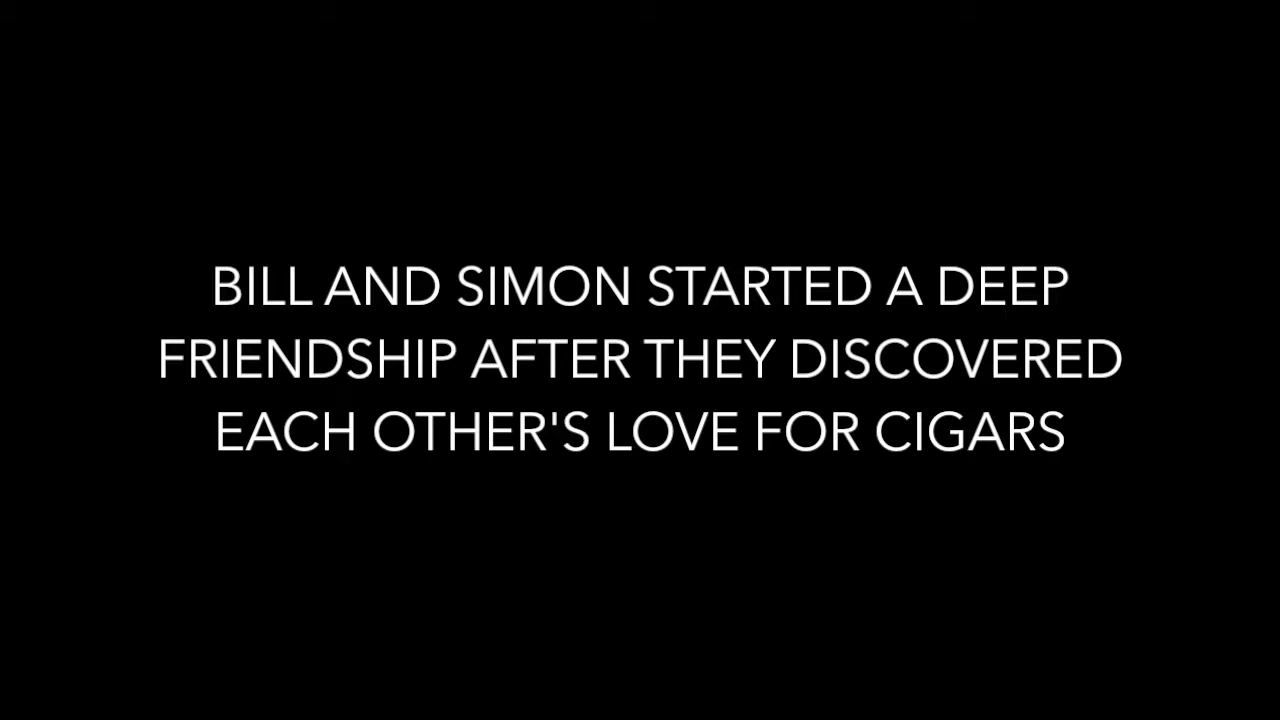 BILL AND SIMON STARTED A DEEP
FRIENDSHIP AFTER THEY DISCOVERED
EACH OTHER'S LOVE FOR CIGARS